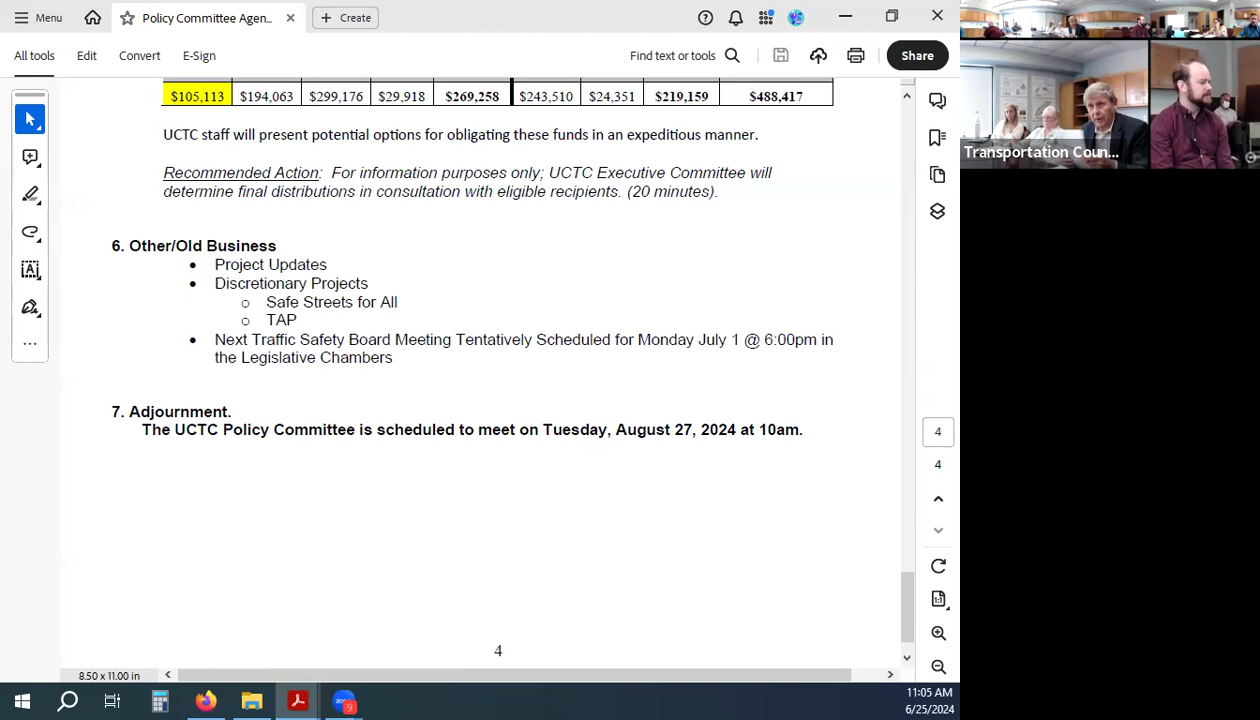 Menu
Policy Committee Agen...
Create
All tools
Edit
Convert
E-Sign
Find text or tools
Share
$105,113 $194,063 $299,176 $29,918 $269,258 $243,510 $24,351 $219,159 $488,417
UCTC staff will present potential options for obligating these funds in an expeditious manner.
Recommended Action: For information purposes only; UCTC Executive Committee will
determine final distributions in consultation with eligible recipients. (20 minutes).
6. Other/Old Business
• Project Updates
• Discretionary Projects
o Safe Streets for All
o TAP
• Next Traffic Safety Board Meeting Tentatively Scheduled for Monday July 1 @ 6:00pm in
the Legislative Chambers
7. Adjournment.
The UCTC Policy Committee is scheduled to meet on Tuesday, August 27, 2024 at 10am.
4
8.50 x 11.00 in
4
4
1:1
Transportation Coun...
9
11:05 AM
6/25/2024